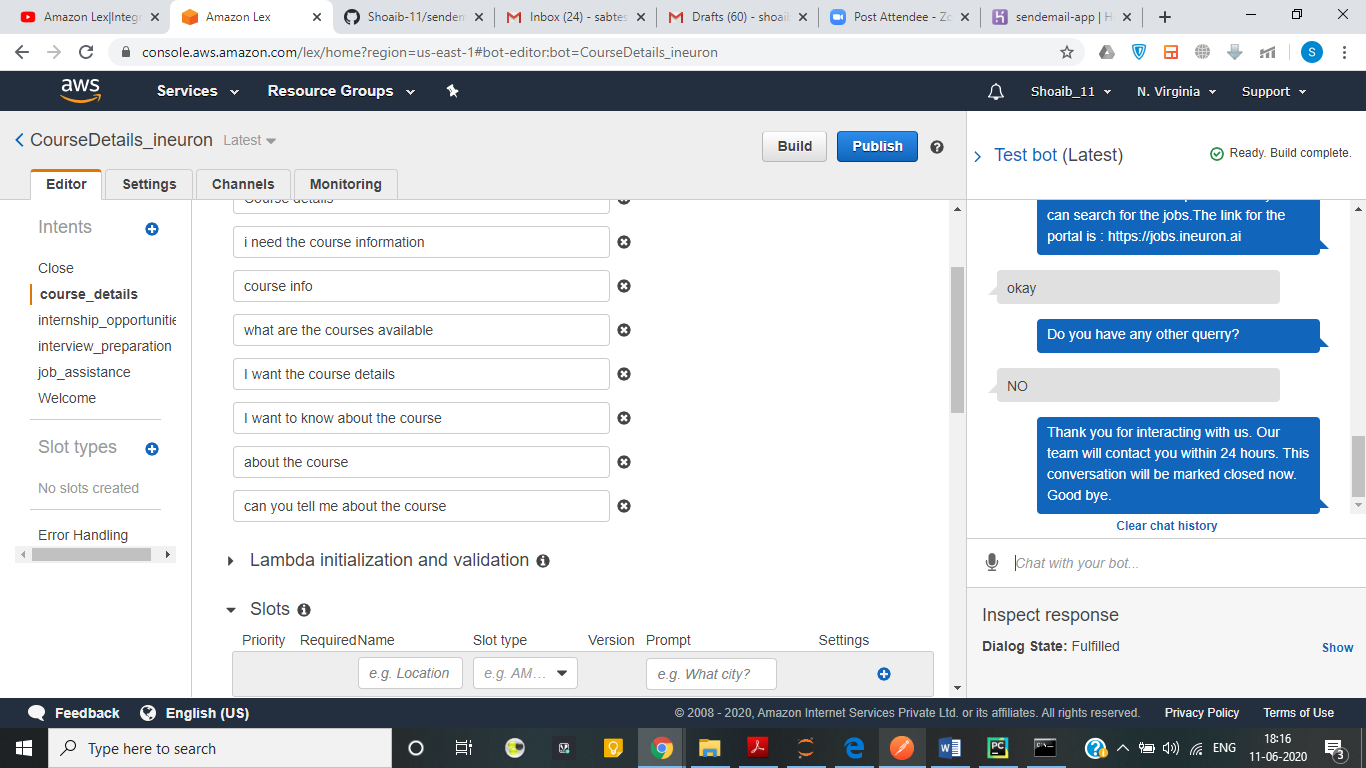 Amazon Lex|Integr
Amazon Lex
Shoaib-11/sendem
Inbox (24) - sabtes
Drafts (60) - shoaib
Post Attendee - Zo
sendemail-app | H
console.aws.amazon.com/lex/home?region=us-east-1#bot-editor:bot=CourseDetails_ineuron
S
aws
Services
Resource Groups
Shoaib_11
N. Virginia
Support
CourseDetails_ineuron
Latest
Build
Publish
Editor
Settings
Channels
Monitoring
Intents
Close
course_details
internship_opportunitie
interview_preparation
job_assistance
Welcome
Slot types
No slots created
Error Handling
Course details
i need the course information
course info
what are the courses available
I want the course details
I want to know about the course
about the course
can you tell me about the course
Lambda initialization and validation
Slots
Priority
Required
Name
Slot type
Version
Prompt
Settings
e.g. Location
e.g. AM…
e.g. What city?
Test bot (Latest)
Ready. Build complete.
can search for the jobs.The link for the
portal is : https://jobs.ineuron.ai
okay
Do you have any other querry?
NO
Thank you for interacting with us. Our
team will contact you within 24 hours. This
conversation will be marked closed now.
Good bye.
Clear chat history
Chat with your bot...
Inspect response
Dialog State: Fulfilled
Show
Feedback
English (US)
© 2008 - 2020, Amazon Internet Services Private Ltd. or its affiliates. All rights reserved.
Privacy Policy
Terms of Use
Type here to search
PC
ENG
18:16
11-06-2020
3